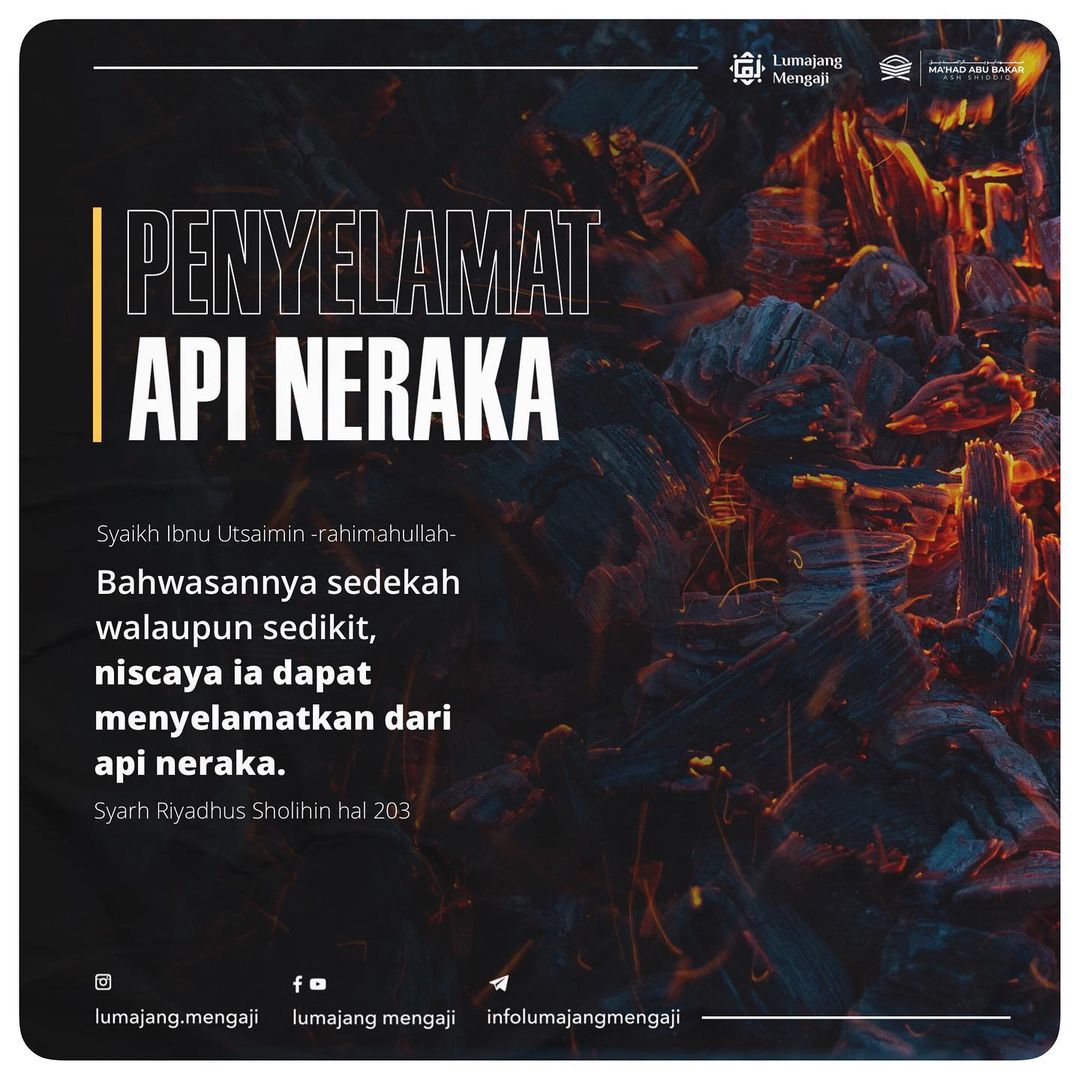 Lumajang
Mengaji
MA'HAD ABU BAKAR
ASH SHIDDIQ
PENYELAMAT
API NERAKA
Syaikh Ibnu Utsaimin -rahimahullah-
Bahwasannya sedekah
walaupun sedikit,
niscaya ia dapat
menyelamatkan dari
api neraka.
Syarh Riyadhus Sholihin hal 203
lumajang.mengaji
lumajang mengaji
infolumajangmengaji